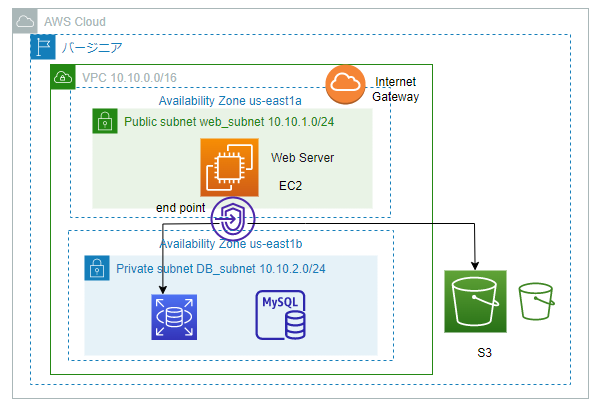 AWS Cloud
バージニア
VPC 10.10.0.0/16
Internet
Gateway
Availability Zone us-east1a
Public subnet web_subnet 10.10.1.0/24
Web Server
EC2
end point
Availability Zone us-east1b
Private subnet DB_subnet 10.10.2.0/24
MySQL
S3